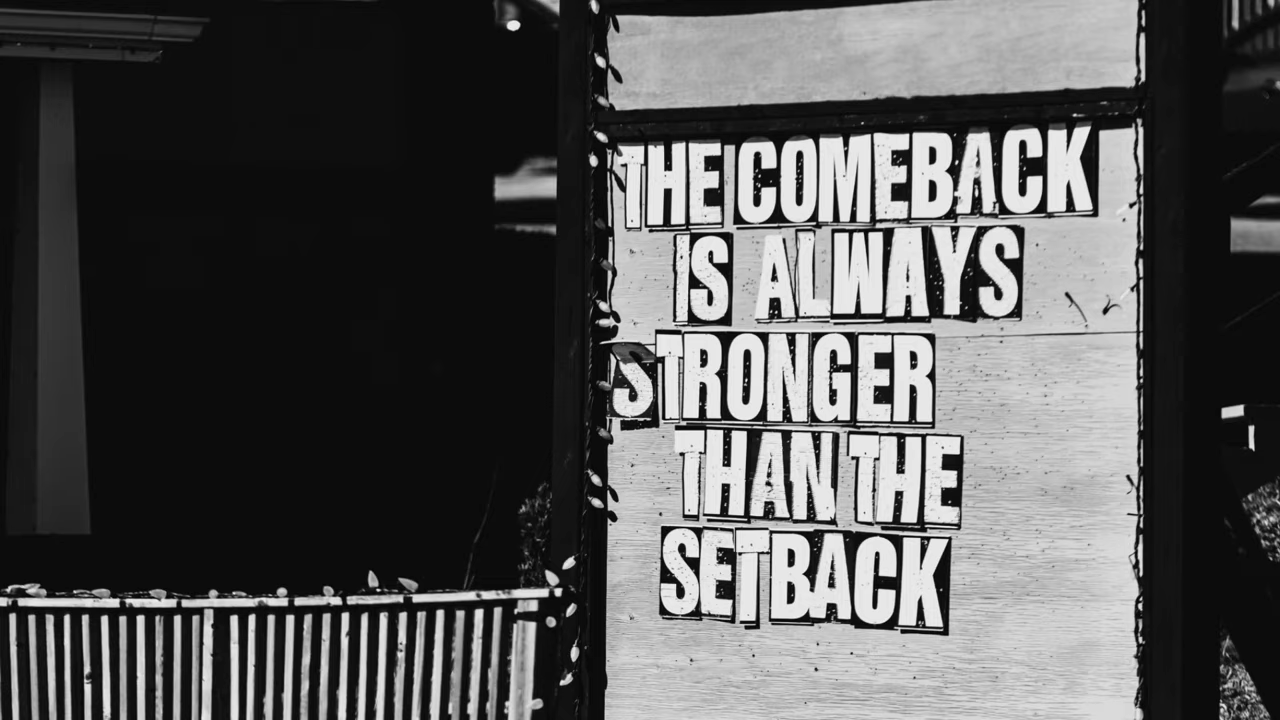 THE COMEBACK
IS ALWAYS
STRONGER
THAN THE
SETBACK